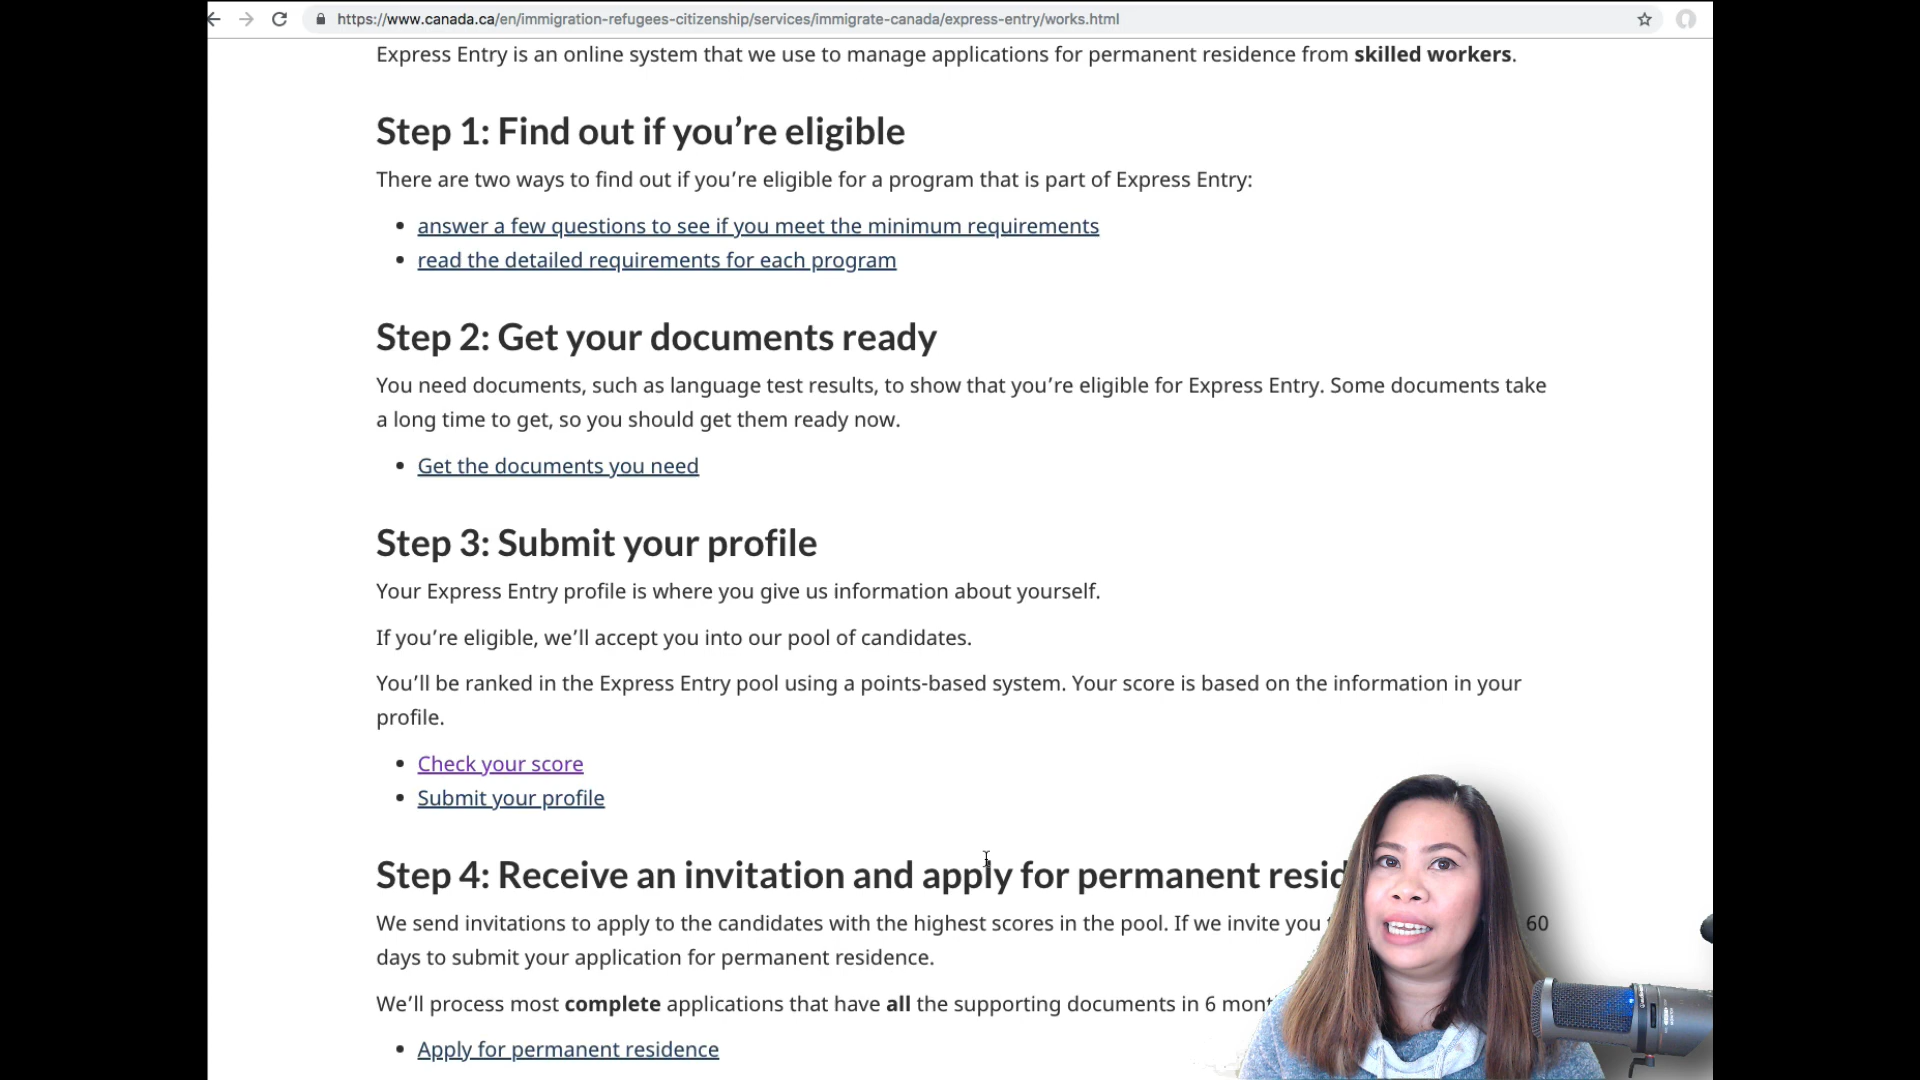 https://www.canada.ca/en/immigration-refugees-citizenship/services/immigrate-canada/express-entry/works.html
Express Entry is an online system that we use to manage applications for permanent residence from skilled workers.
Step 1: Find out if you’re eligible
There are two ways to find out if you’re eligible for a program that is part of Express Entry:
• answer a few questions to see if you meet the minimum requirements
• read the detailed requirements for each program
Step 2: Get your documents ready
You need documents, such as language test results, to show that you’re eligible for Express Entry. Some documents take
a long time to get, so you should get them ready now.
• Get the documents you need
Step 3: Submit your profile
Your Express Entry profile is where you give us information about yourself.
If you’re eligible, we’ll accept you into our pool of candidates.
You’ll be ranked in the Express Entry pool using a points-based system. Your score is based on the information in your
profile.
• Check your score
• Submit your profile
Step 4: Receive an invitation and apply for permanent resid
We send invitations to apply to the candidates with the highest scores in the pool. If we invite you 60
days to submit your application for permanent residence.
We’ll process most complete applications that have all the supporting documents in 6 mont
• Apply for permanent residence